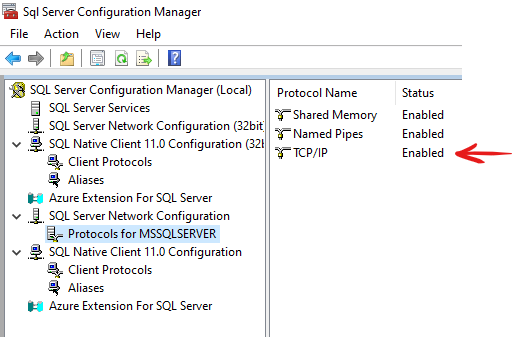 Sql Server Configuration Manager
File Action View Help
SQL Server Configuration Manager (Local)
SQL Server Services
SQL Server Network Configuration (32bit
SQL Native Client 11.0 Configuration (32b
Client Protocols
Aliases
Azure Extension For SQL Server
SQL Server Network Configuration
Protocols for MSSQLSERVER
SQL Native Client 11.0 Configuration
Client Protocols
Aliases
Azure Extension For SQL Server
Protocol Name Status
Shared Memory Enabled
Named Pipes Enabled
TCP/IP Enabled